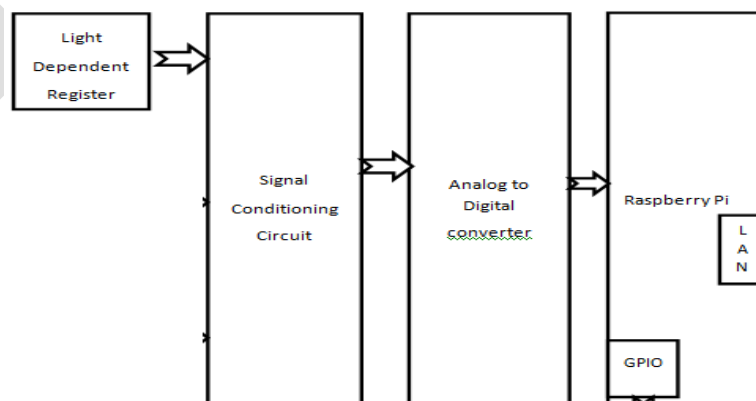 Light
Dependent
Register
Signal
Conditioning
Circuit
Analog to
Digital
converter
Raspberry Pi
L
A
N
GPIO